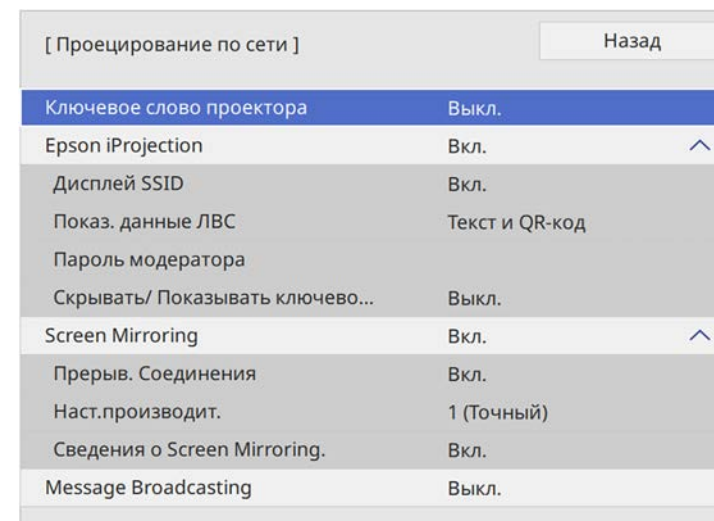 [ Проецирование по сети ] Назад
Ключевое слово проектора Выкл.
Epson iProjection Вкл.
Дисплей SSID Вкл.
Показ. данные ЛВС Текст и QR-код
Пароль модератора
Скрывать/ Показывать ключево... Выкл.
Screen Mirroring Вкл.
Прерыв. Соединения Вкл.
Наст.производит. 1 (Точный)
Сведения о Screen Mirroring. Вкл.
Message Broadcasting Выкл.